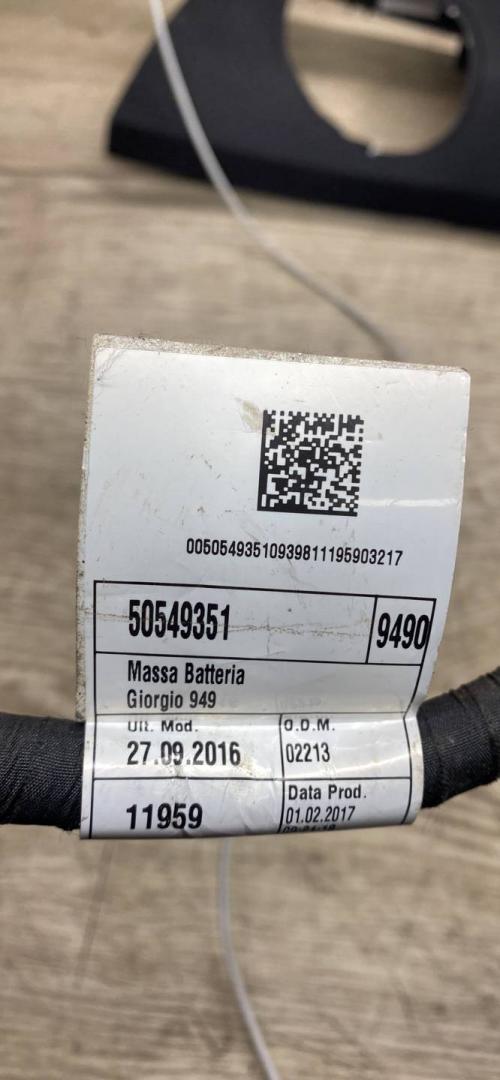 00505493510939811195903217
50549351 9490
Massa Batteria
Giorgio 949
Ult. Mod. O.D.M.
27.09.2016 02213
11959 Data Prod.
01.02.2017